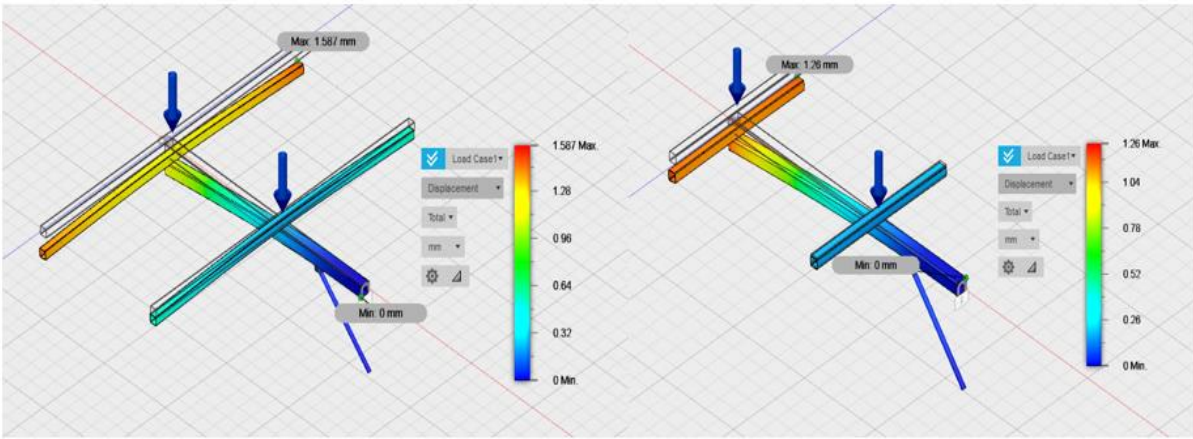 Max: 1.587 mm
Load Case1
Displacement
Total
mm
Min: 0 mm
1.587 Max.
1.28
0.96
0.64
0.32
0 Min.
Max: 1.26 mm
Load Case1
Displacement
Total
mm
Min: 0 mm
1.26 Max.
1.04
0.78
0.52
0.26
0 Min.